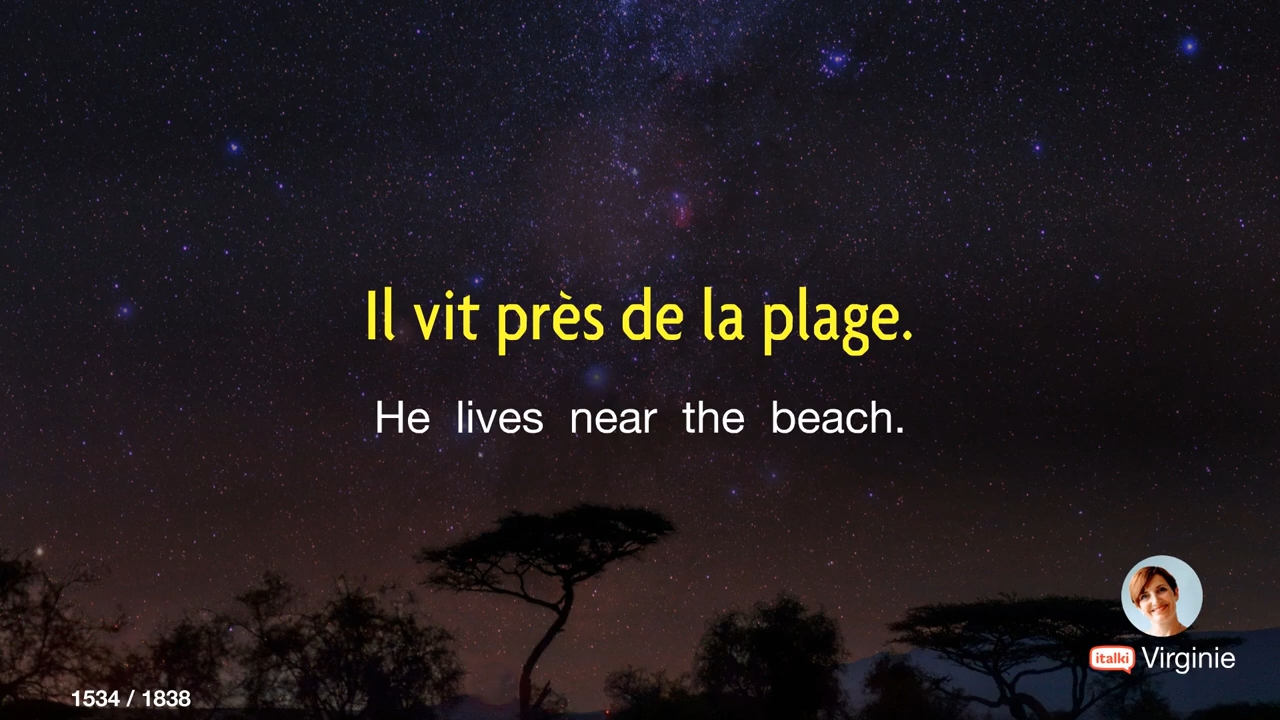 Il vit près de la plage.
He lives near the beach.
italki Virginie
1534 / 1838